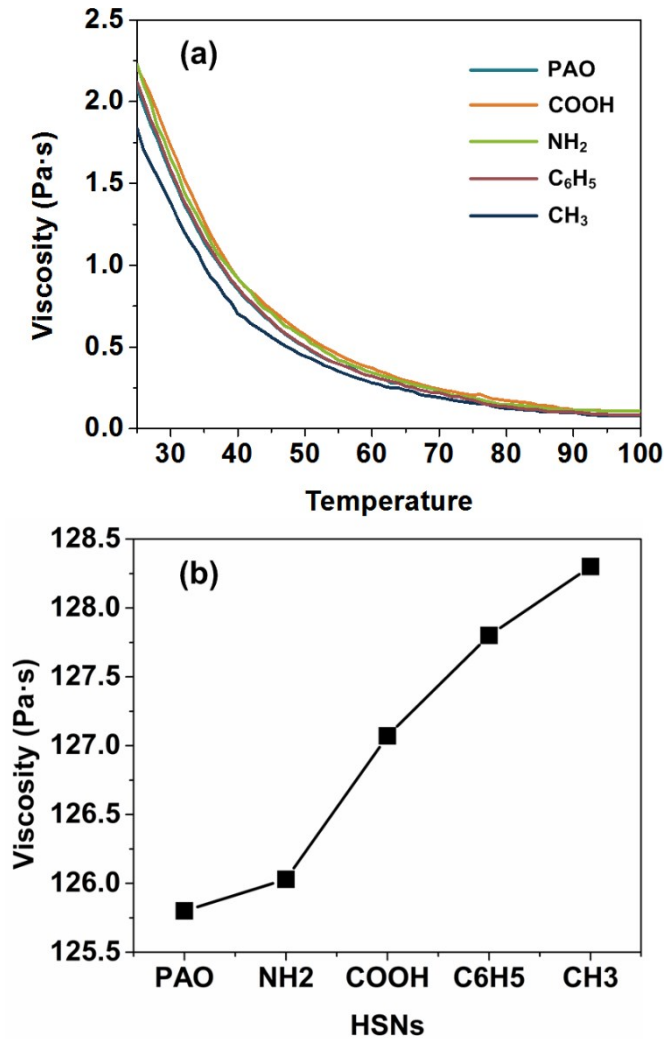 (a)
PAO
COOH
NH₂
C₆H₅
CH₃
Viscosity (Pa·s)
2.5
2.0
1.5
1.0
0.5
0.0
30 40 50 60 70 80 90 100
Temperature
(b)
Viscosity (Pa·s)
128.5
128.0
127.5
127.0
126.5
126.0
125.5
PAO NH2 COOH C6H5 CH3
HSNs